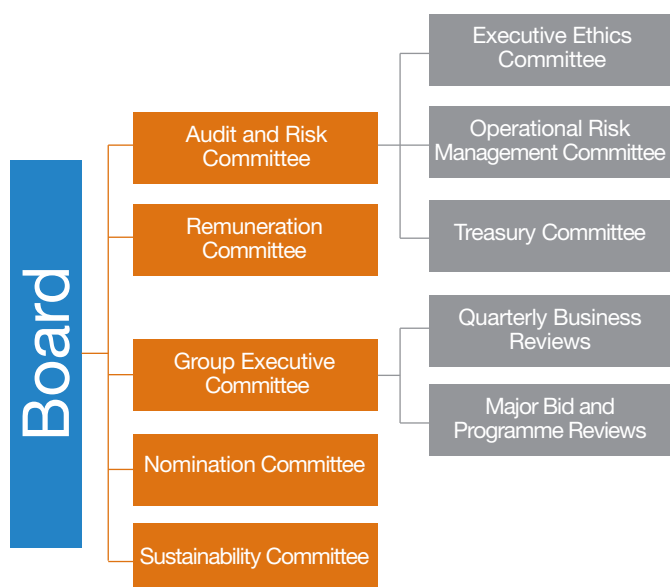 Board
Audit and Risk
Committee
Remuneration
Committee
Group Executive
Committee
Nomination Committee
Sustainability Committee
Executive Ethics
Committee
Operational Risk
Management Committee
Treasury Committee
Quarterly Business
Reviews
Major Bid and
Programme Reviews